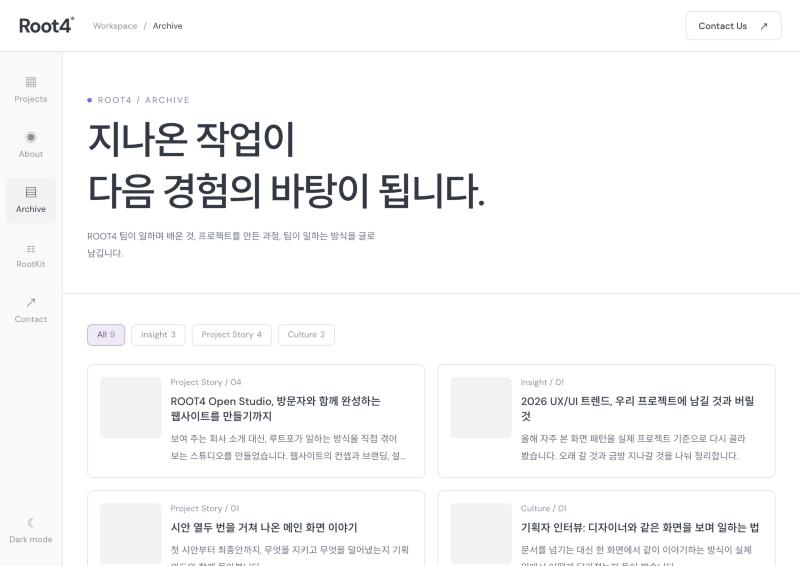 Root4
Workspace / Archive
Contact Us ↗
Projects
About
Archive
RootKit
Contact
Dark mode
ROOT4 / ARCHIVE
지나온 작업이
다음 경험의 바탕이 됩니다.
ROOT4 팀이 일하며 배운 것, 프로젝트를 만든 과정, 팀이 일하는 방식을 글로
남깁니다.
All 9
Insight 3
Project Story 4
Culture 2
Project Story / 04
ROOT4 Open Studio, 방문자와 함께 완성하는
웹사이트를 만들기까지
보여 주는 회사 소개 대신, 루트포가 일하는 방식을 직접 겪어
보는 스튜디오를 만들었습니다. 웹사이트의 컨셉과 브랜딩, 설...
Insight / 01
2026 UX/UI 트렌드, 우리 프로젝트에 남길 것과 버릴
것
올해 자주 본 화면 패턴을 실제 프로젝트 기준으로 다시 골라
봤습니다. 오래 갈 것과 금방 지나갈 것을 나눠 정리합니다.
Project Story / 01
시안 열두 번을 거쳐 나온 메인 화면 이야기
첫 시안부터 최종안까지, 무엇을 지키고 무엇을 덜어냈는지 기획
Culture / 01
기획자 인터뷰: 디자이너와 같은 화면을 보며 일하는 법
문서를 넘기는 대신 한 화면에서 같이 이야기하는 방식이 실제